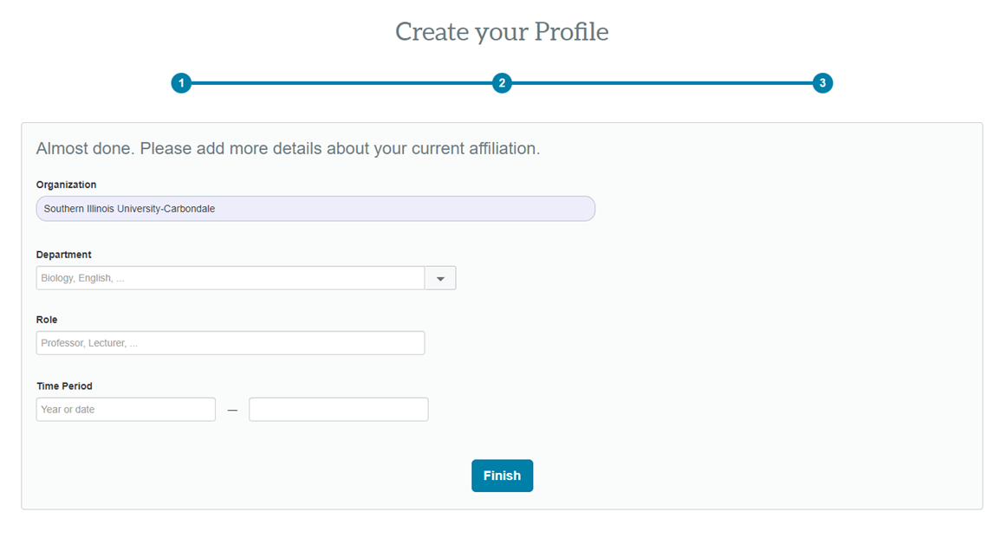 Create your Profile
1 2 3
Almost done. Please add more details about your current affiliation.
Organization
Southern Illinois University-Carbondale
Department
Biology, English, ...
Role
Professor, Lecturer, ...
Time Period
Year or date —
Finish